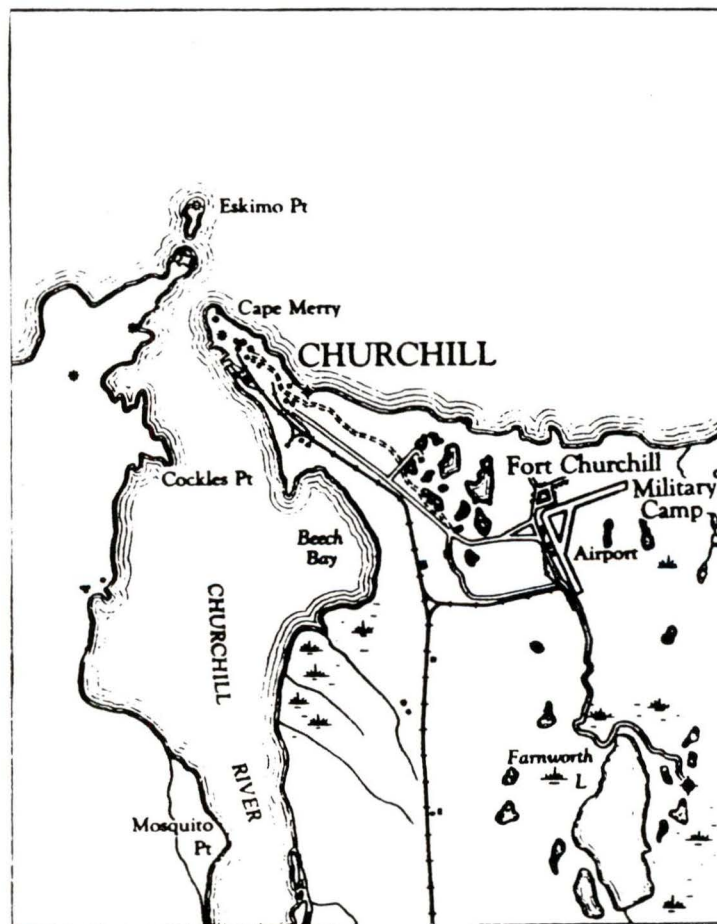 Eskimo Pt
Cape Merry
CHURCHILL
Cockles Pt
Fort Churchill
Military
Camp
Beech
Bay
Airport
CHURCHILL
RIVER
Farnworth
L
Mosquito
Pt